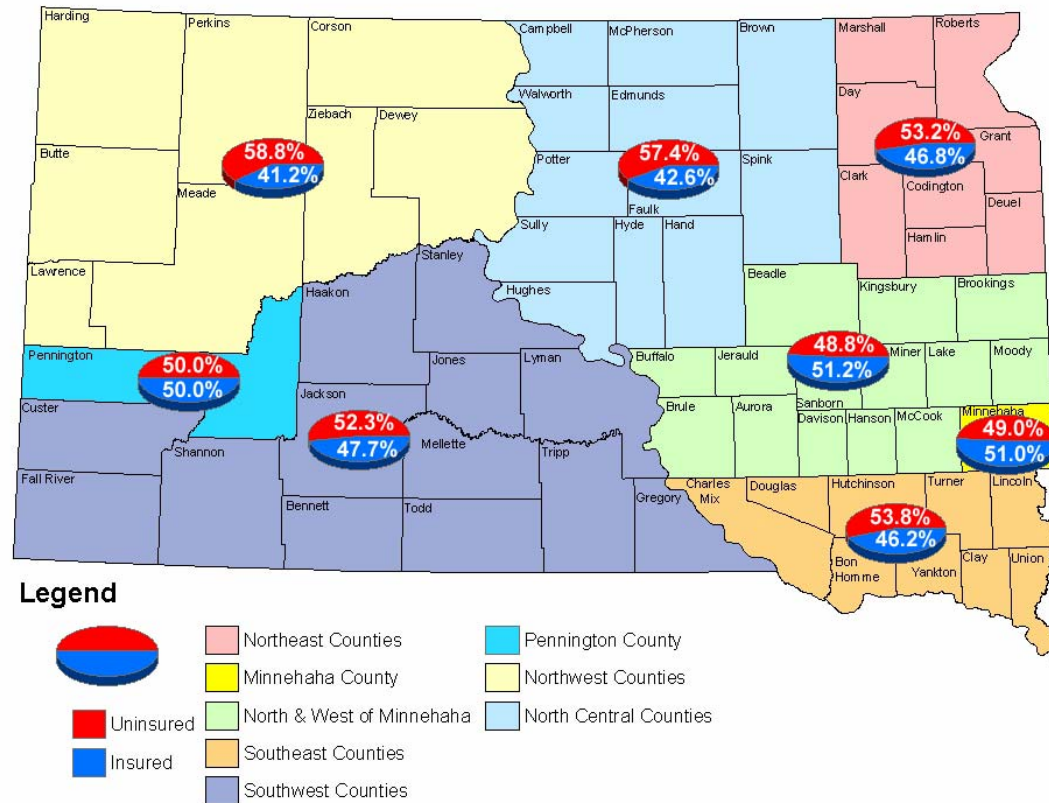 Harding
Perkins
Corson
Campbell
McPherson
Brown
Marshall
Roberts
Walworth
Edmunds
Day
Ziebach
Dewey
58.8%
41.2%
57.4%
42.6%
53.2%
46.8%
Grant
Butte
Potter
Spink
Meade
Clark
Codington
Faulk
Deuel
Sully
Hyde
Hand
Hamlin
Stanley
Lawrence
Beadle
Haakon
Hughes
Kingsbury
Brookings
Pennington
50.0%
50.0%
Jones
Lyman
Buffalo
Jerauld
48.8%
51.2%
Miner
Lake
Moody
Jackson
Sanborn
Custer
52.3%
47.7%
Brule
Aurora
Davison
Hanson
McCook
Minnehaha
49.0%
51.0%
Mellette
Shannon
Tripp
Fall River
Gregory
Charles
Mix
Douglas
Hutchinson
Turner
Lincoln
Bennett
Todd
53.8%
46.2%
Bon
Homme
Yankton
Clay
Union
Legend
Uninsured
Insured
Northeast Counties
Minnehaha County
North & West of Minnehaha
Southeast Counties
Southwest Counties
Pennington County
Northwest Counties
North Central Counties